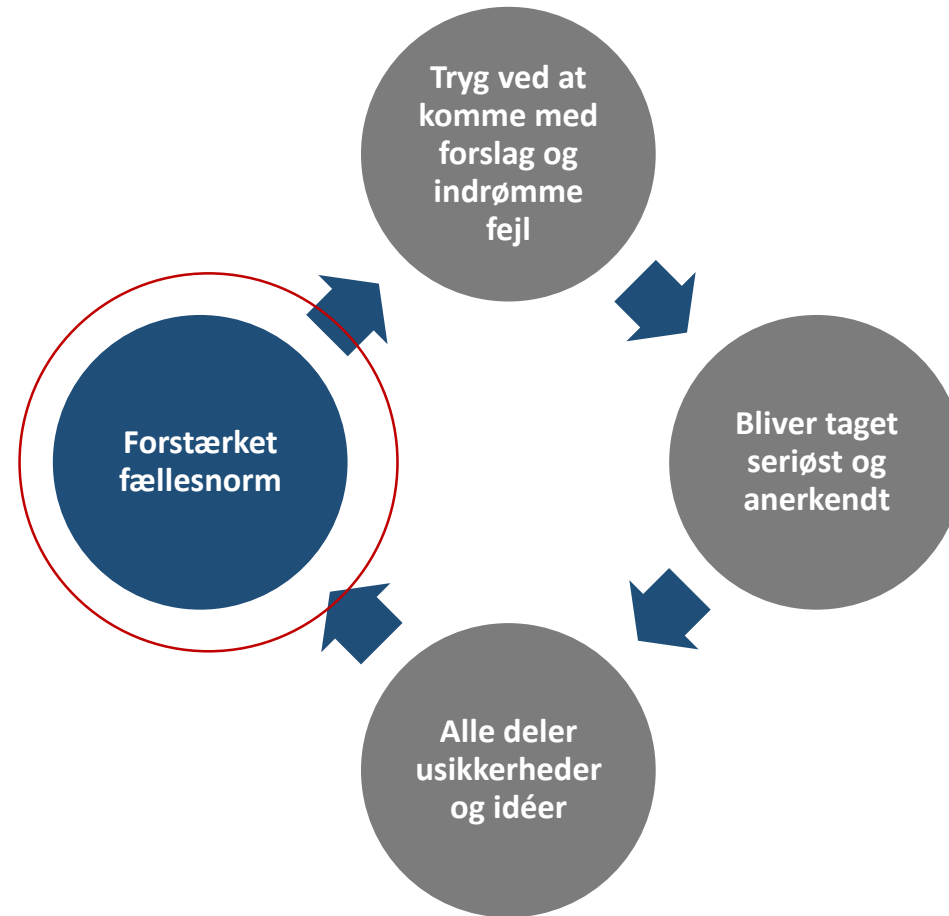 Tryg ved at
komme med
forslag og
indrømme
fejl
Bliver taget
seriøst og
anerkendt
Alle deler
usikkerheder
og idéer
Forstærket
fællesnorm